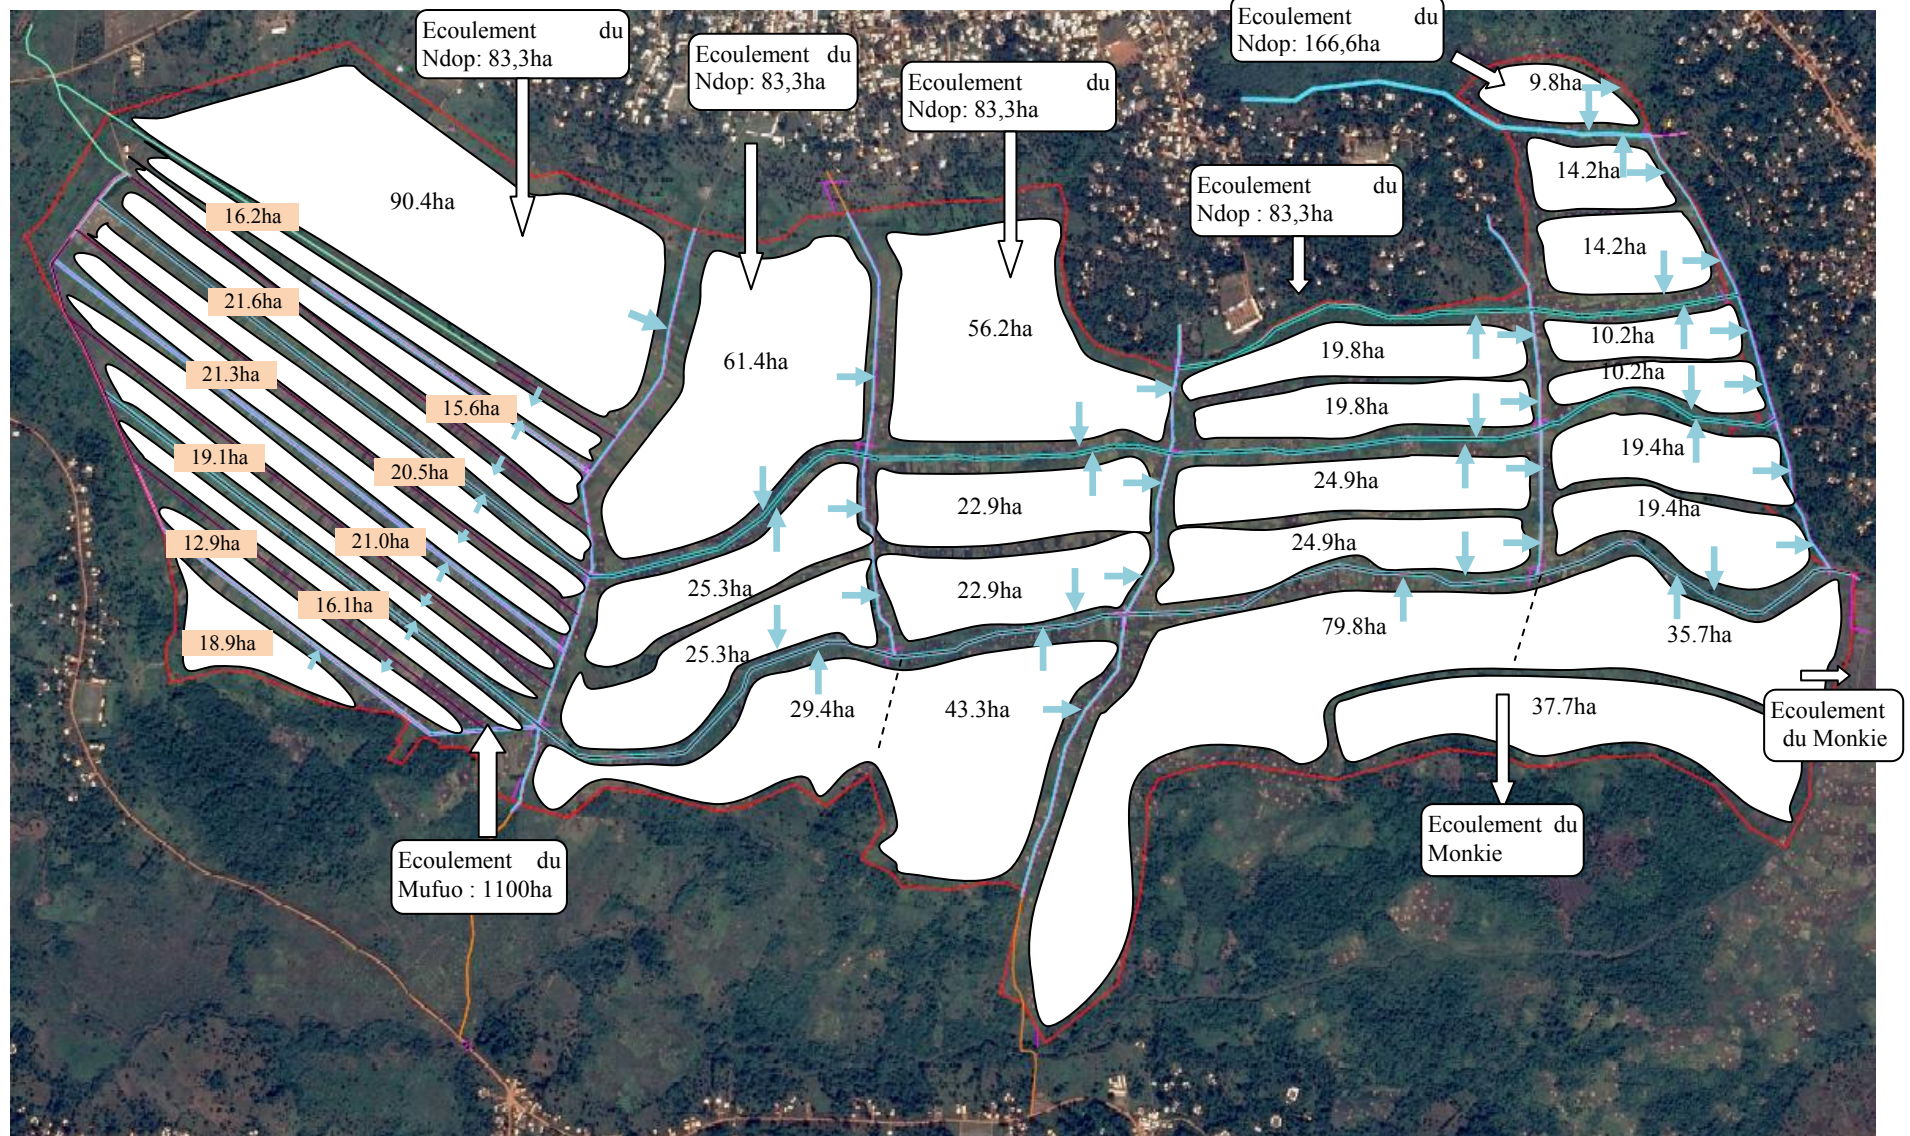 Ecoulement du
Ndop: 83,3ha
Ecoulement du
Ndop: 83,3ha
Ecoulement du
Ndop: 83,3ha
Ecoulement du
Ndop: 166,6ha
Ecoulement du
Ndop : 83,3ha
9.8ha
14.2ha
14.2ha
10.2ha
10.2ha
19.4ha
19.4ha
90.4ha
61.4ha
56.2ha
19.8ha
19.8ha
24.9ha
24.9ha
16.2ha
21.6ha
21.3ha
15.6ha
19.1ha
20.5ha
12.9ha
21.0ha
16.1ha
18.9ha
22.9ha
22.9ha
25.3ha
25.3ha
29.4ha
43.3ha
79.8ha
35.7ha
37.7ha
Ecoulement
du Monkie
Ecoulement du
Monkie
Ecoulement du
Mufuo : 1100ha